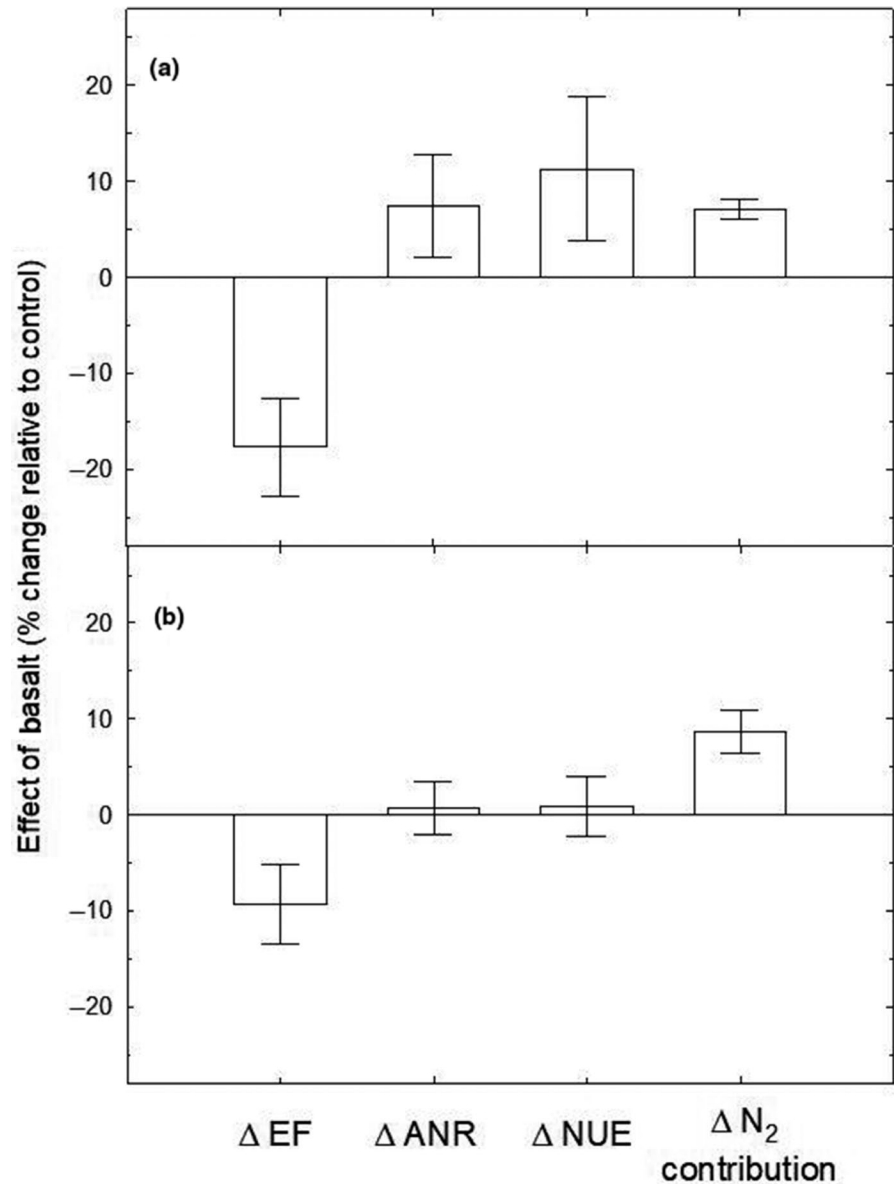 Effect of basalt (% change relative to control)
(a)
20
10
0
−10
−20
(b)
20
10
0
−10
−20
Δ EF Δ ANR Δ NUE Δ N₂
contribution